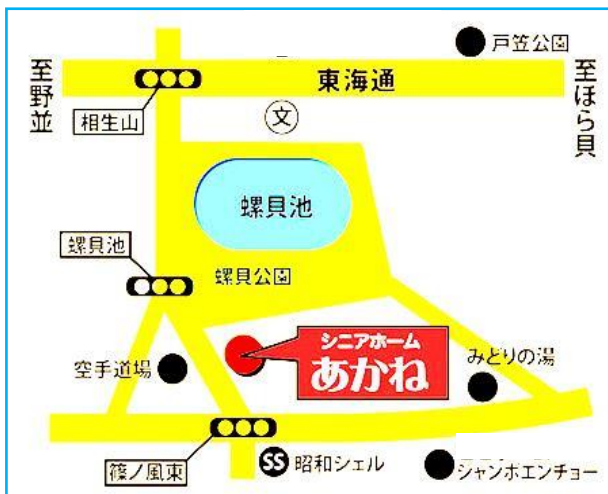 戸笠公園
至野並
東海通
至ほら貝
相生山
文
螺貝池
螺貝池
螺貝公園
シニアホーム
あかね
空手道場
みどりの湯
篠ノ風東
SS 昭和シェル
ジャンボエンチョー